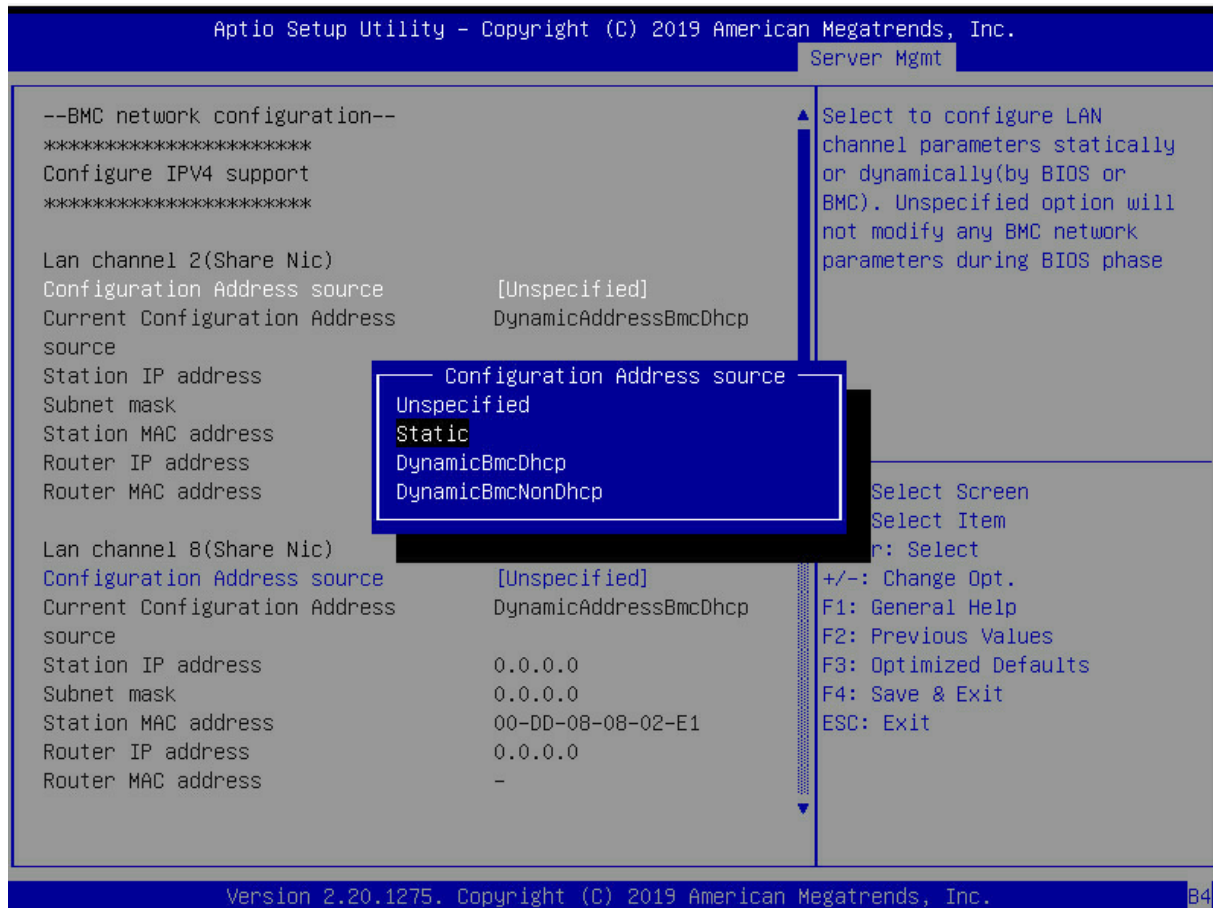 Aptio Setup Utility – Copyright (C) 2019 American Megatrends, Inc.
Server Mgmt
--BMC network configuration--
**********************
Configure IPV4 support
**********************
Lan channel 2(Share Nic)
Configuration Address source [Unspecified]
Current Configuration Address DynamicAddressBmcDhcp
source
Station IP address
Subnet mask
Station MAC address
Router IP address
Router MAC address
Configuration Address source
Unspecified
Static
DynamicBmcDhcp
DynamicBmcNonDhcp
Lan channel 8(Share Nic)
Configuration Address source [Unspecified]
Current Configuration Address DynamicAddressBmcDhcp
source
Station IP address 0.0.0.0
Subnet mask 0.0.0.0
Station MAC address 00-DD-08-08-02-E1
Router IP address 0.0.0.0
Router MAC address –
Select to configure LAN
channel parameters statically
or dynamically(by BIOS or
BMC). Unspecified option will
not modify any BMC network
parameters during BIOS phase
Select Screen
Select Item
r: Select
+/-: Change Opt.
F1: General Help
F2: Previous Values
F3: Optimized Defaults
F4: Save & Exit
ESC: Exit
Version 2.20.1275. Copyright (C) 2019 American Megatrends, Inc.
B4